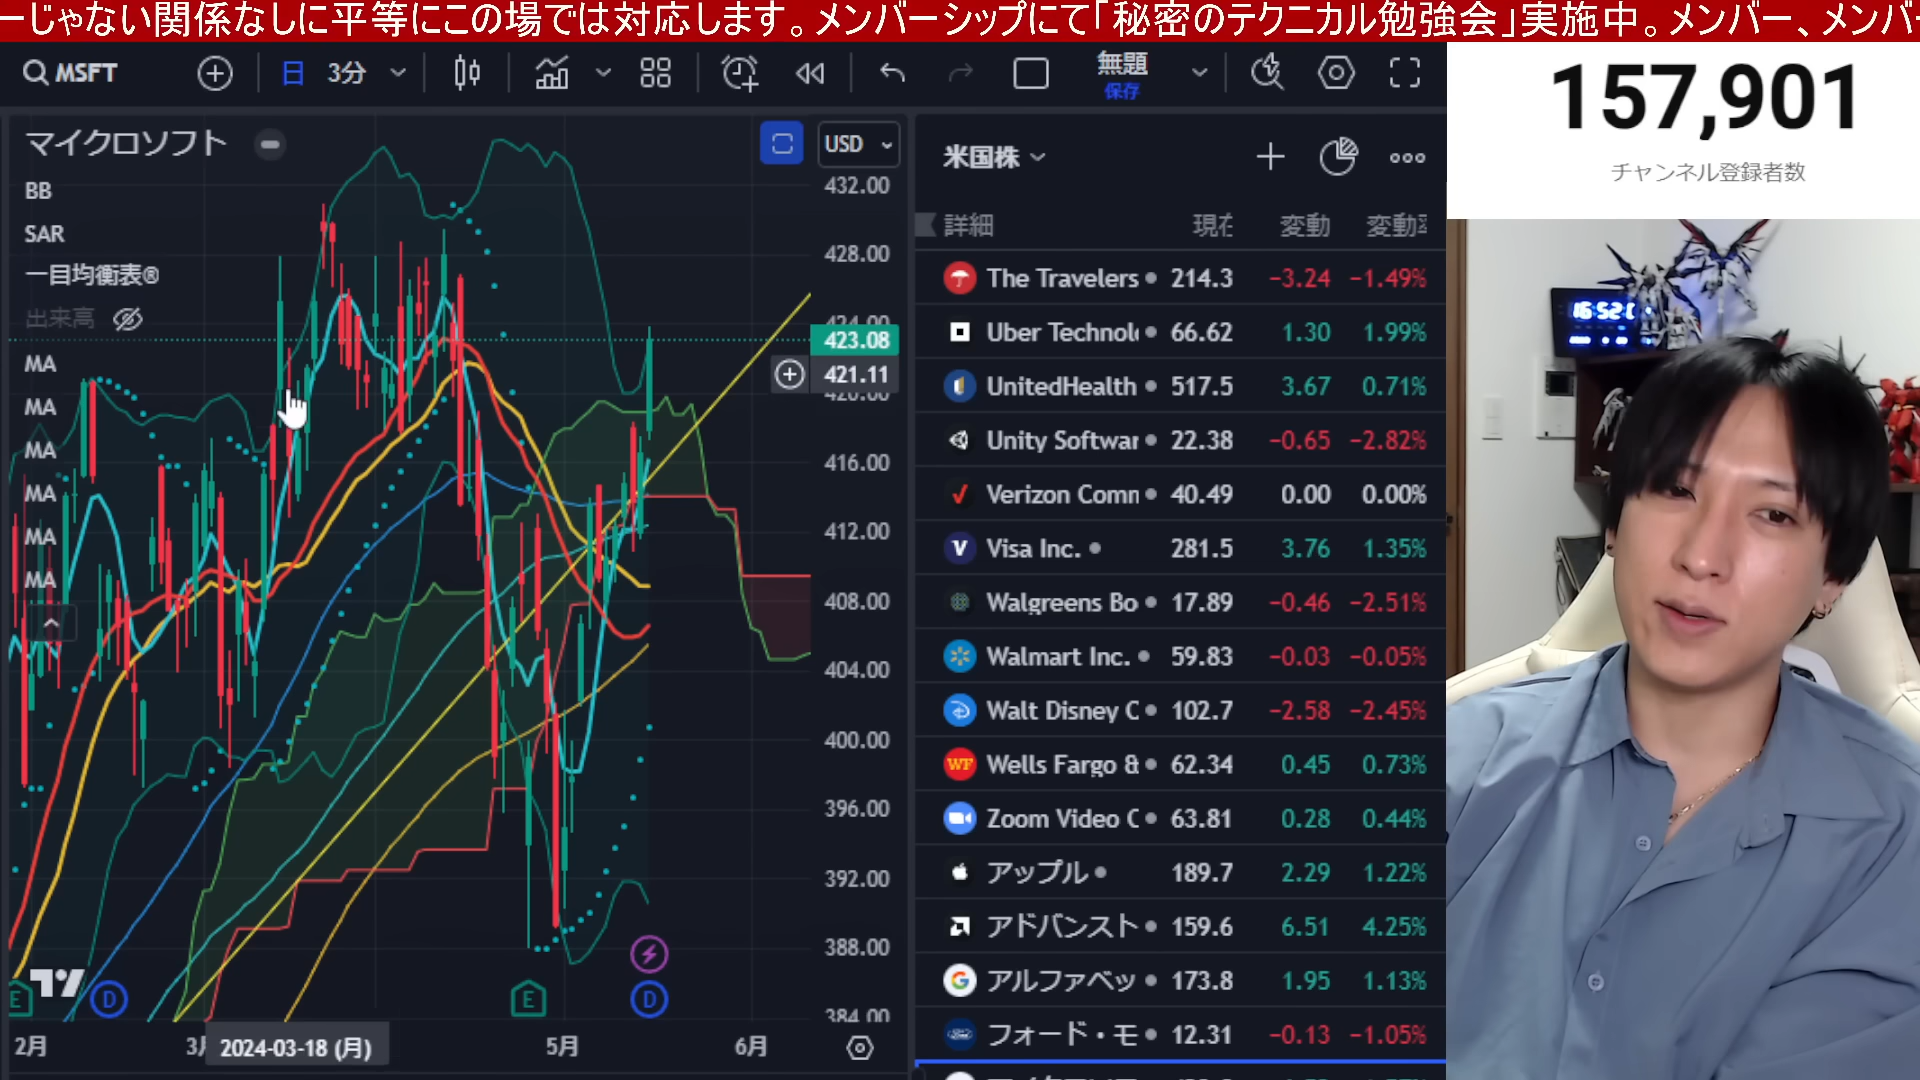 ーじゃない関係なしに平等にこの場では対応します。メンバーシップにて「秘密のテクニカル勉強会」実施中。メンバー、メンバ
MSFT
日 3分
無題
保存
157,901
チャンネル登録者数
マイクロソフト
USD
BB
SAR
一目均衡表®
出来高
MA
MA
MA
MA
MA
MA
432.00
428.00
424.00
423.08
421.11
420.00
416.00
412.00
408.00
404.00
400.00
396.00
392.00
388.00
384.00
E D E D
2月 2024-03-18 (月) 5月 6月
米国株
詳細 現在 変動 変動率
The Travelers 214.3 −3.24 −1.49%
Uber Technol 66.62 1.30 1.99%
UnitedHealth 517.5 3.67 0.71%
Unity Softwar 22.38 −0.65 −2.82%
Verizon Comm 40.49 0.00 0.00%
Visa Inc. 281.5 3.76 1.35%
Walgreens Bo 17.89 −0.46 −2.51%
Walmart Inc. 59.83 −0.03 −0.05%
Walt Disney C 102.7 −2.58 −2.45%
Wells Fargo & 62.34 0.45 0.73%
Zoom Video C 63.81 0.28 0.44%
アップル 189.7 2.29 1.22%
アドバンスト 159.6 6.51 4.25%
アルファベッ 173.8 1.95 1.13%
フォード・モ 12.31 −0.13 −1.05%
16:52